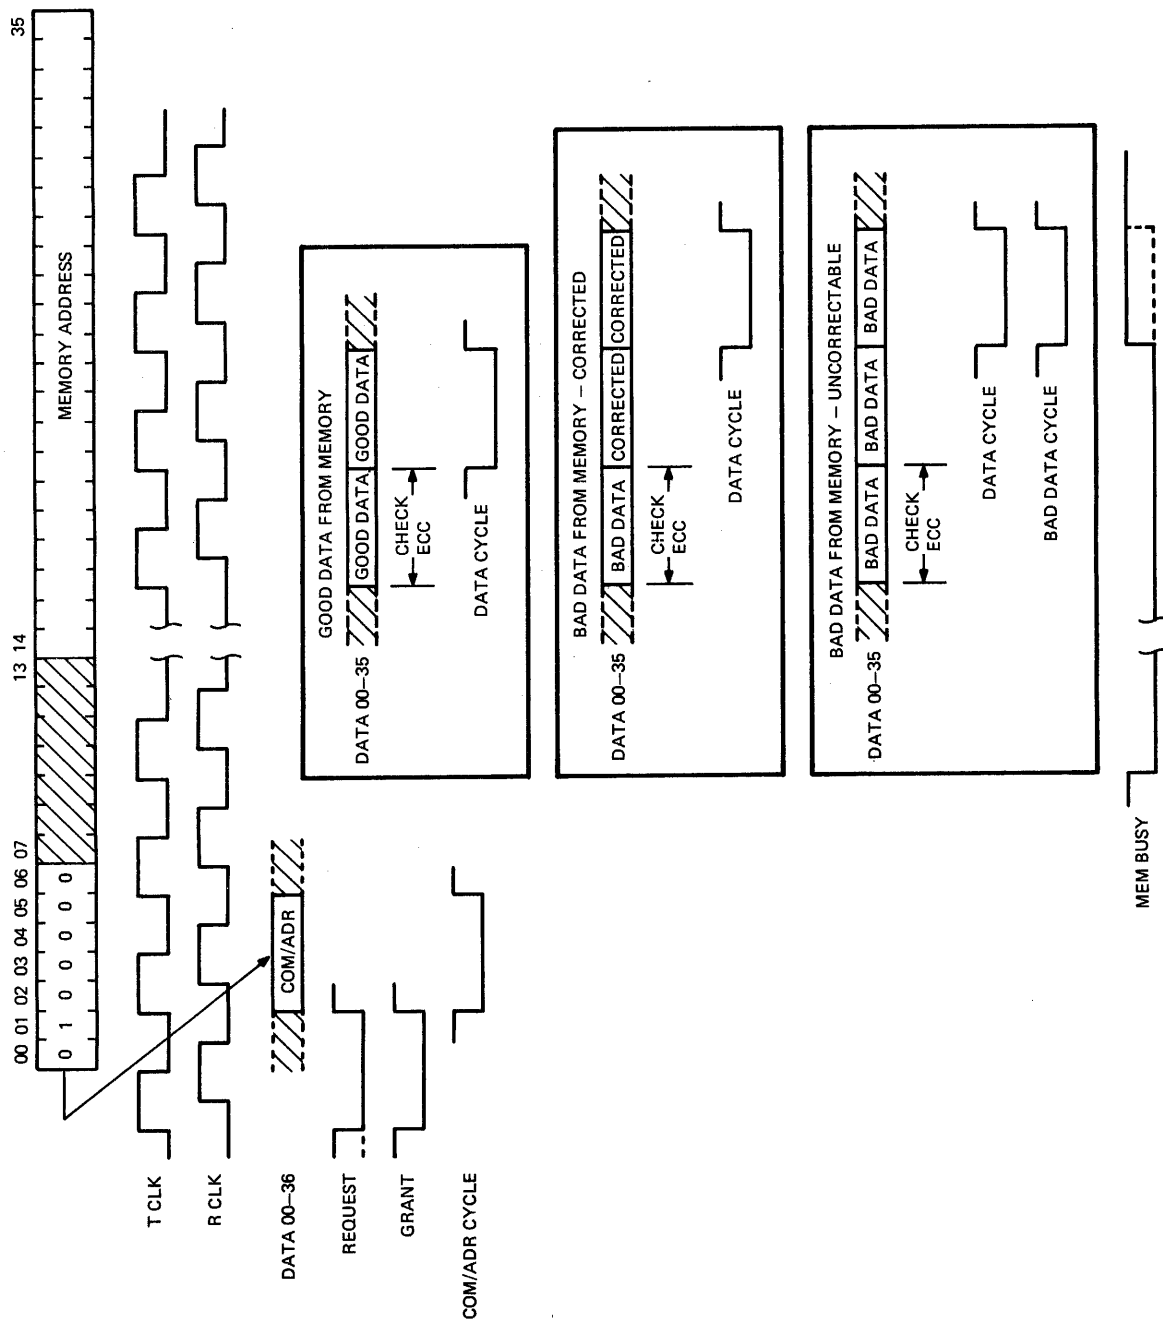 00 01 02 03 04 05 06 07 13 14 35
0 1 0 0 0 0 0 MEMORY ADDRESS
T CLK
R CLK
DATA 00–36
COM/ADR
REQUEST
GRANT
COM/ADR CYCLE
GOOD DATA FROM MEMORY
DATA 00–35 GOOD DATA GOOD DATA
CHECK
ECC
DATA CYCLE
BAD DATA FROM MEMORY – CORRECTED
DATA 00–35 BAD DATA CORRECTED CORRECTED
CHECK
ECC
DATA CYCLE
BAD DATA FROM MEMORY – UNCORRECTABLE
DATA 00–35 BAD DATA BAD DATA BAD DATA
CHECK
ECC
DATA CYCLE
BAD DATA CYCLE
MEM BUSY